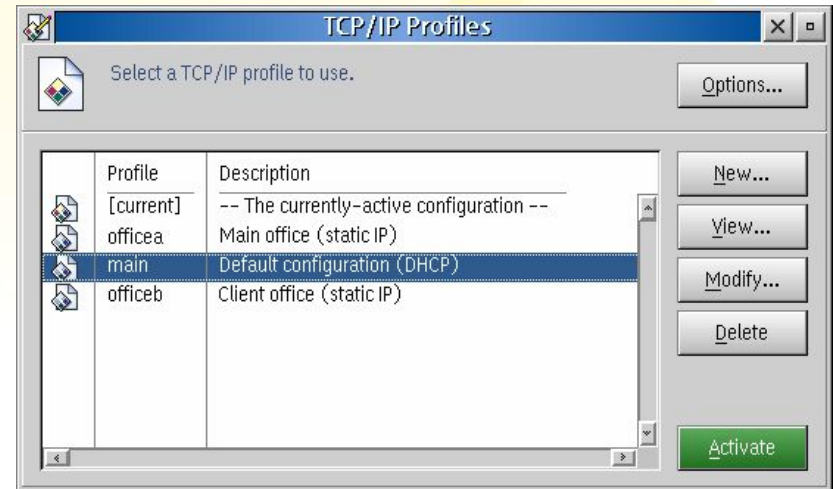 TCP/IP Profiles
Select a TCP/IP profile to use.
Options...
Profile Description
[current] -- The currently-active configuration --
officea Main office (static IP)
main Default configuration (DHCP)
officeb Client office (static IP)
New...
View...
Modify...
Delete
Activate